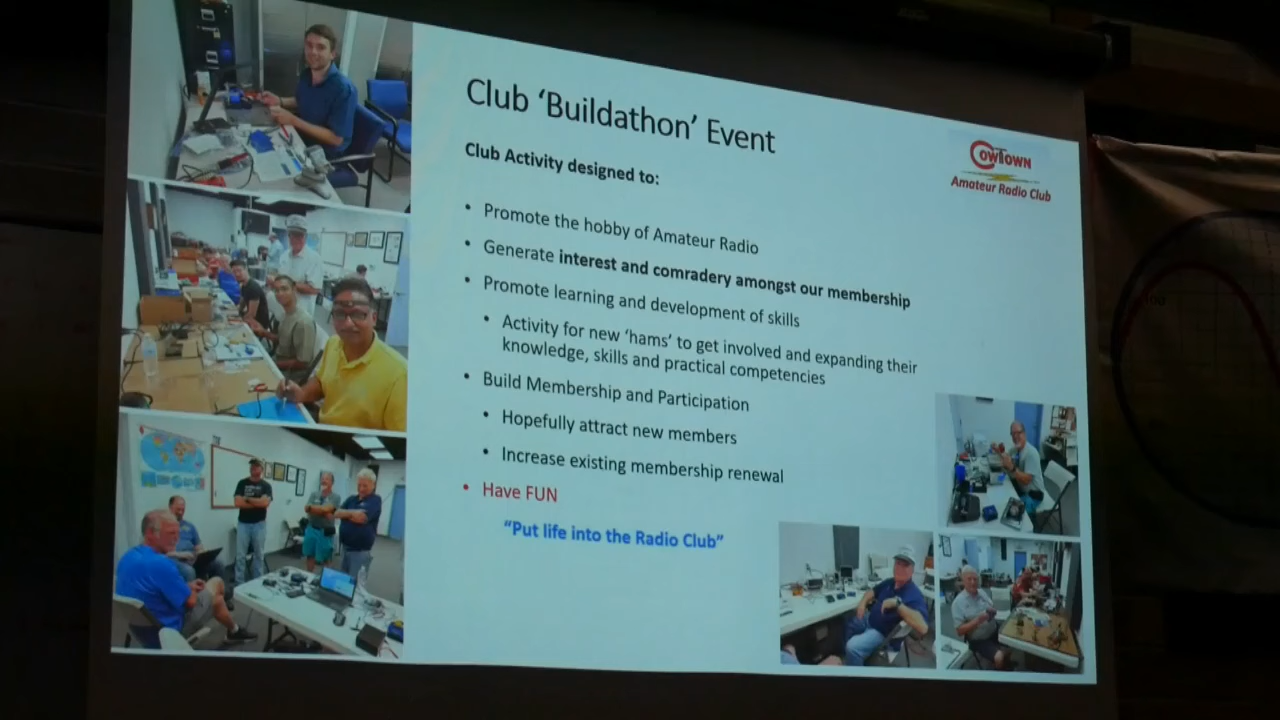 Club ‘Buildathon’ Event
COWTOWN
Amateur Radio Club
Club Activity designed to:
• Promote the hobby of Amateur Radio
• Generate interest and comradery amongst our membership
• Promote learning and development of skills
• Activity for new ‘hams’ to get involved and expanding their
knowledge, skills and practical competencies
• Build Membership and Participation
• Hopefully attract new members
• Increase existing membership renewal
• Have FUN
“Put life into the Radio Club”